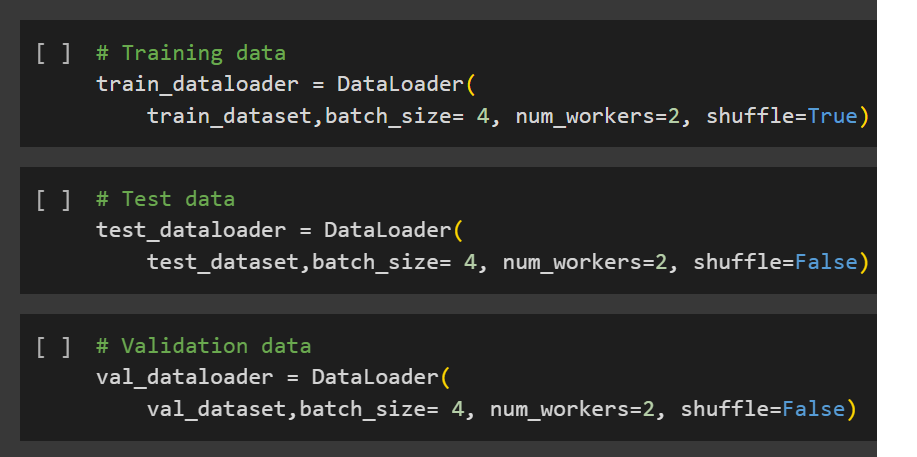 [ ] # Training data
train_dataloader = DataLoader(
train_dataset,batch_size= 4, num_workers=2, shuffle=True)
[ ] # Test data
test_dataloader = DataLoader(
test_dataset,batch_size= 4, num_workers=2, shuffle=False)
[ ] # Validation data
val_dataloader = DataLoader(
val_dataset,batch_size= 4, num_workers=2, shuffle=False)